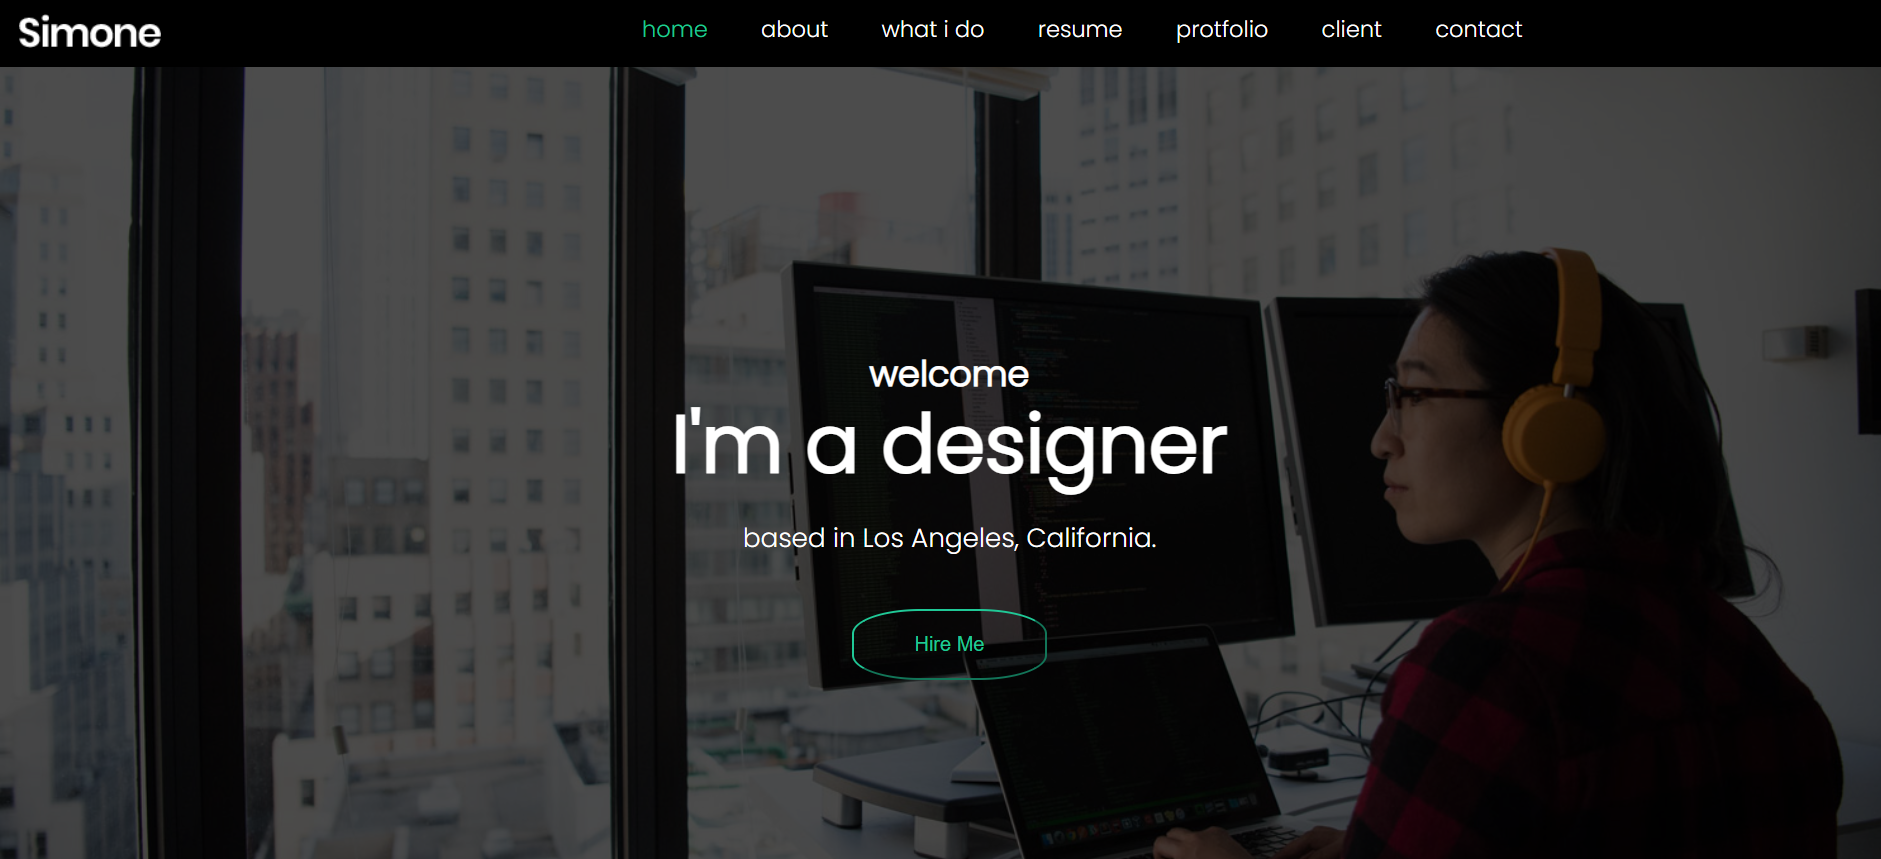 Simone
home about what i do resume protfolio client contact
welcome
I'm a designer
based in Los Angeles, California.
Hire Me